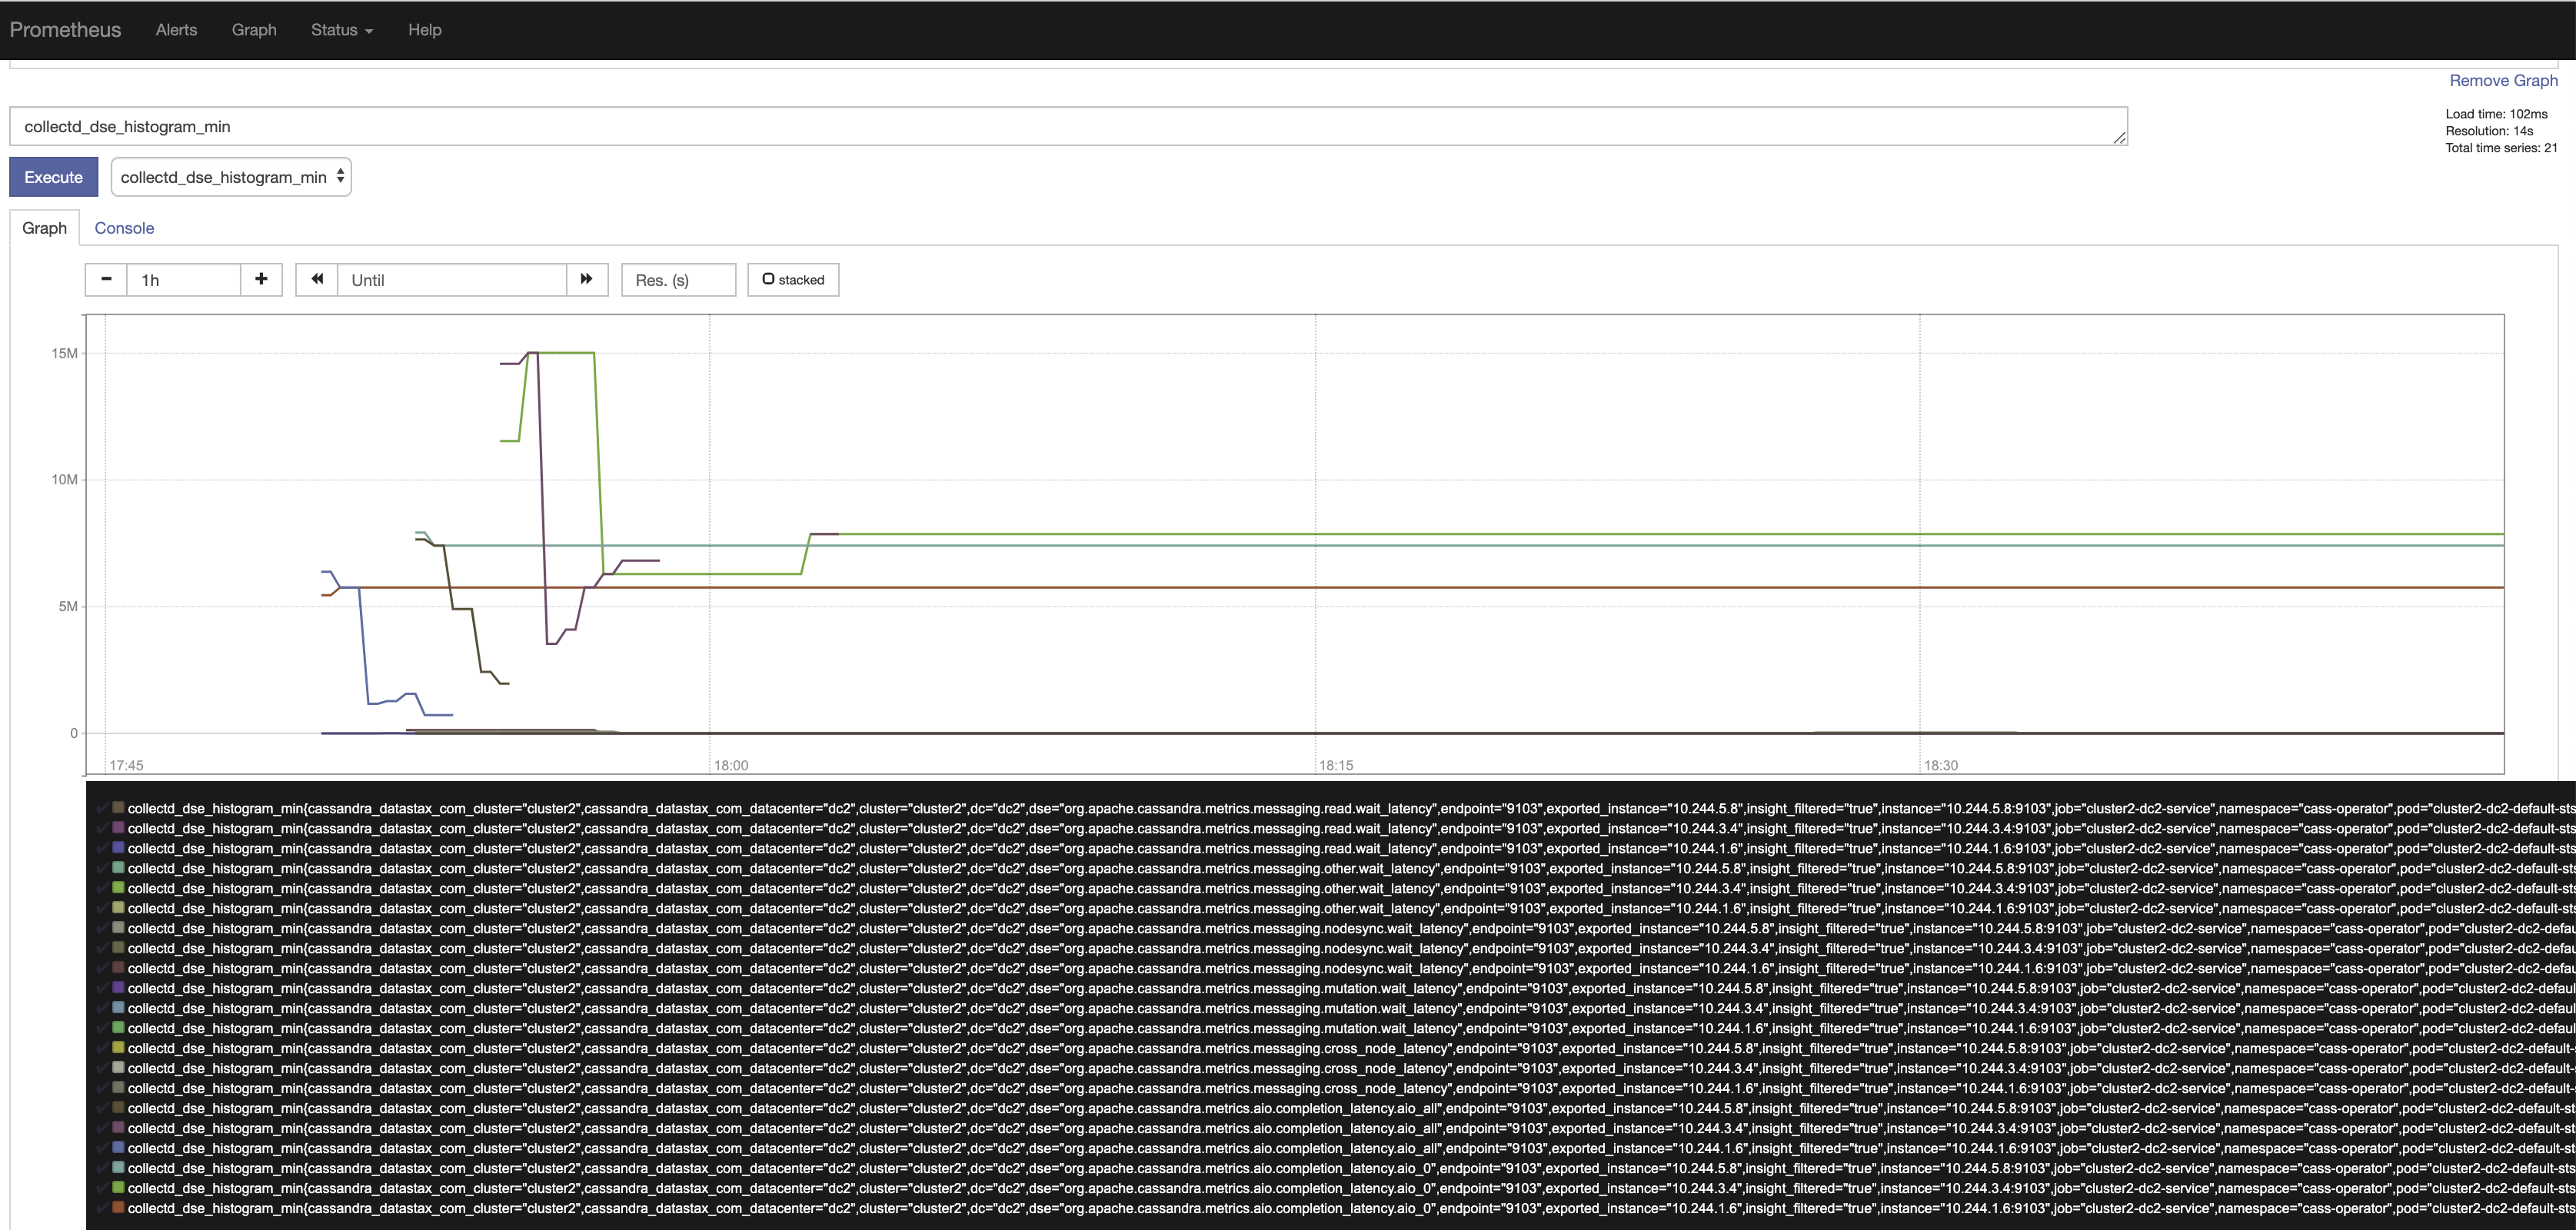 Prometheus Alerts Graph Status Help
Remove Graph
collectd_dse_histogram_min
Load time: 102ms
Resolution: 14s
Total time series: 21
Execute collectd_dse_histogram_min
Graph Console
1h Until Res. (s) stacked
15M
10M
5M
0
17:45 18:00 18:15 18:30
collectd_dse_histogram_min{cassandra_datastax_com_cluster="cluster2",cassandra_datastax_com_datacenter="dc2",cluster="cluster2",dc="dc2",dse="org.apache.cassandra.metrics.messaging.read.wait_latency",endpoint="9103",exported_instance="10.244.5.8",insight_filtered="true",instance="10.244.5.8:9103",job="cluster2-dc2-service",namespace="cass-operator",pod="cluster2-dc2-default-sts
collectd_dse_histogram_min{cassandra_datastax_com_cluster="cluster2",cassandra_datastax_com_datacenter="dc2",cluster="cluster2",dc="dc2",dse="org.apache.cassandra.metrics.messaging.read.wait_latency",endpoint="9103",exported_instance="10.244.3.4",insight_filtered="true",instance="10.244.3.4:9103",job="cluster2-dc2-service",namespace="cass-operator",pod="cluster2-dc2-default-sts
collectd_dse_histogram_min{cassandra_datastax_com_cluster="cluster2",cassandra_datastax_com_datacenter="dc2",cluster="cluster2",dc="dc2",dse="org.apache.cassandra.metrics.messaging.read.wait_latency",endpoint="9103",exported_instance="10.244.1.6",insight_filtered="true",instance="10.244.1.6:9103",job="cluster2-dc2-service",namespace="cass-operator",pod="cluster2-dc2-default-sts
collectd_dse_histogram_min{cassandra_datastax_com_cluster="cluster2",cassandra_datastax_com_datacenter="dc2",cluster="cluster2",dc="dc2",dse="org.apache.cassandra.metrics.messaging.other.wait_latency",endpoint="9103",exported_instance="10.244.5.8",insight_filtered="true",instance="10.244.5.8:9103",job="cluster2-dc2-service",namespace="cass-operator",pod="cluster2-dc2-default-sts
collectd_dse_histogram_min{cassandra_datastax_com_cluster="cluster2",cassandra_datastax_com_datacenter="dc2",cluster="cluster2",dc="dc2",dse="org.apache.cassandra.metrics.messaging.other.wait_latency",endpoint="9103",exported_instance="10.244.3.4",insight_filtered="true",instance="10.244.3.4:9103",job="cluster2-dc2-service",namespace="cass-operator",pod="cluster2-dc2-default-sts
collectd_dse_histogram_min{cassandra_datastax_com_cluster="cluster2",cassandra_datastax_com_datacenter="dc2",cluster="cluster2",dc="dc2",dse="org.apache.cassandra.metrics.messaging.other.wait_latency",endpoint="9103",exported_instance="10.244.1.6",insight_filtered="true",instance="10.244.1.6:9103",job="cluster2-dc2-service",namespace="cass-operator",pod="cluster2-dc2-default-sts
collectd_dse_histogram_min{cassandra_datastax_com_cluster="cluster2",cassandra_datastax_com_datacenter="dc2",cluster="cluster2",dc="dc2",dse="org.apache.cassandra.metrics.messaging.nodesync.wait_latency",endpoint="9103",exported_instance="10.244.5.8",insight_filtered="true",instance="10.244.5.8:9103",job="cluster2-dc2-service",namespace="cass-operator",pod="cluster2-dc2-defau
collectd_dse_histogram_min{cassandra_datastax_com_cluster="cluster2",cassandra_datastax_com_datacenter="dc2",cluster="cluster2",dc="dc2",dse="org.apache.cassandra.metrics.messaging.nodesync.wait_latency",endpoint="9103",exported_instance="10.244.3.4",insight_filtered="true",instance="10.244.3.4:9103",job="cluster2-dc2-service",namespace="cass-operator",pod="cluster2-dc2-defau
collectd_dse_histogram_min{cassandra_datastax_com_cluster="cluster2",cassandra_datastax_com_datacenter="dc2",cluster="cluster2",dc="dc2",dse="org.apache.cassandra.metrics.messaging.nodesync.wait_latency",endpoint="9103",exported_instance="10.244.1.6",insight_filtered="true",instance="10.244.1.6:9103",job="cluster2-dc2-service",namespace="cass-operator",pod="cluster2-dc2-defau
collectd_dse_histogram_min{cassandra_datastax_com_cluster="cluster2",cassandra_datastax_com_datacenter="dc2",cluster="cluster2",dc="dc2",dse="org.apache.cassandra.metrics.messaging.mutation.wait_latency",endpoint="9103",exported_instance="10.244.5.8",insight_filtered="true",instance="10.244.5.8:9103",job="cluster2-dc2-service",namespace="cass-operator",pod="cluster2-dc2-defaul
collectd_dse_histogram_min{cassandra_datastax_com_cluster="cluster2",cassandra_datastax_com_datacenter="dc2",cluster="cluster2",dc="dc2",dse="org.apache.cassandra.metrics.messaging.mutation.wait_latency",endpoint="9103",exported_instance="10.244.3.4",insight_filtered="true",instance="10.244.3.4:9103",job="cluster2-dc2-service",namespace="cass-operator",pod="cluster2-dc2-defaul
collectd_dse_histogram_min{cassandra_datastax_com_cluster="cluster2",cassandra_datastax_com_datacenter="dc2",cluster="cluster2",dc="dc2",dse="org.apache.cassandra.metrics.messaging.mutation.wait_latency",endpoint="9103",exported_instance="10.244.1.6",insight_filtered="true",instance="10.244.1.6:9103",job="cluster2-dc2-service",namespace="cass-operator",pod="cluster2-dc2-defaul
collectd_dse_histogram_min{cassandra_datastax_com_cluster="cluster2",cassandra_datastax_com_datacenter="dc2",cluster="cluster2",dc="dc2",dse="org.apache.cassandra.metrics.messaging.cross_node_latency",endpoint="9103",exported_instance="10.244.5.8",insight_filtered="true",instance="10.244.5.8:9103",job="cluster2-dc2-service",namespace="cass-operator",pod="cluster2-dc2-default-
collectd_dse_histogram_min{cassandra_datastax_com_cluster="cluster2",cassandra_datastax_com_datacenter="dc2",cluster="cluster2",dc="dc2",dse="org.apache.cassandra.metrics.messaging.cross_node_latency",endpoint="9103",exported_instance="10.244.3.4",insight_filtered="true",instance="10.244.3.4:9103",job="cluster2-dc2-service",namespace="cass-operator",pod="cluster2-dc2-default-
collectd_dse_histogram_min{cassandra_datastax_com_cluster="cluster2",cassandra_datastax_com_datacenter="dc2",cluster="cluster2",dc="dc2",dse="org.apache.cassandra.metrics.messaging.cross_node_latency",endpoint="9103",exported_instance="10.244.1.6",insight_filtered="true",instance="10.244.1.6:9103",job="cluster2-dc2-service",namespace="cass-operator",pod="cluster2-dc2-default-
collectd_dse_histogram_min{cassandra_datastax_com_cluster="cluster2",cassandra_datastax_com_datacenter="dc2",cluster="cluster2",dc="dc2",dse="org.apache.cassandra.metrics.aio.completion_latency.aio_all",endpoint="9103",exported_instance="10.244.5.8",insight_filtered="true",instance="10.244.5.8:9103",job="cluster2-dc2-service",namespace="cass-operator",pod="cluster2-dc2-default-st
collectd_dse_histogram_min{cassandra_datastax_com_cluster="cluster2",cassandra_datastax_com_datacenter="dc2",cluster="cluster2",dc="dc2",dse="org.apache.cassandra.metrics.aio.completion_latency.aio_all",endpoint="9103",exported_instance="10.244.3.4",insight_filtered="true",instance="10.244.3.4:9103",job="cluster2-dc2-service",namespace="cass-operator",pod="cluster2-dc2-default-st
collectd_dse_histogram_min{cassandra_datastax_com_cluster="cluster2",cassandra_datastax_com_datacenter="dc2",cluster="cluster2",dc="dc2",dse="org.apache.cassandra.metrics.aio.completion_latency.aio_all",endpoint="9103",exported_instance="10.244.1.6",insight_filtered="true",instance="10.244.1.6:9103",job="cluster2-dc2-service",namespace="cass-operator",pod="cluster2-dc2-default-st
collectd_dse_histogram_min{cassandra_datastax_com_cluster="cluster2",cassandra_datastax_com_datacenter="dc2",cluster="cluster2",dc="dc2",dse="org.apache.cassandra.metrics.aio.completion_latency.aio_0",endpoint="9103",exported_instance="10.244.5.8",insight_filtered="true",instance="10.244.5.8:9103",job="cluster2-dc2-service",namespace="cass-operator",pod="cluster2-dc2-default-sts
collectd_dse_histogram_min{cassandra_datastax_com_cluster="cluster2",cassandra_datastax_com_datacenter="dc2",cluster="cluster2",dc="dc2",dse="org.apache.cassandra.metrics.aio.completion_latency.aio_0",endpoint="9103",exported_instance="10.244.3.4",insight_filtered="true",instance="10.244.3.4:9103",job="cluster2-dc2-service",namespace="cass-operator",pod="cluster2-dc2-default-sts
collectd_dse_histogram_min{cassandra_datastax_com_cluster="cluster2",cassandra_datastax_com_datacenter="dc2",cluster="cluster2",dc="dc2",dse="org.apache.cassandra.metrics.aio.completion_latency.aio_0",endpoint="9103",exported_instance="10.244.1.6",insight_filtered="true",instance="10.244.1.6:9103",job="cluster2-dc2-service",namespace="cass-operator",pod="cluster2-dc2-default-sts